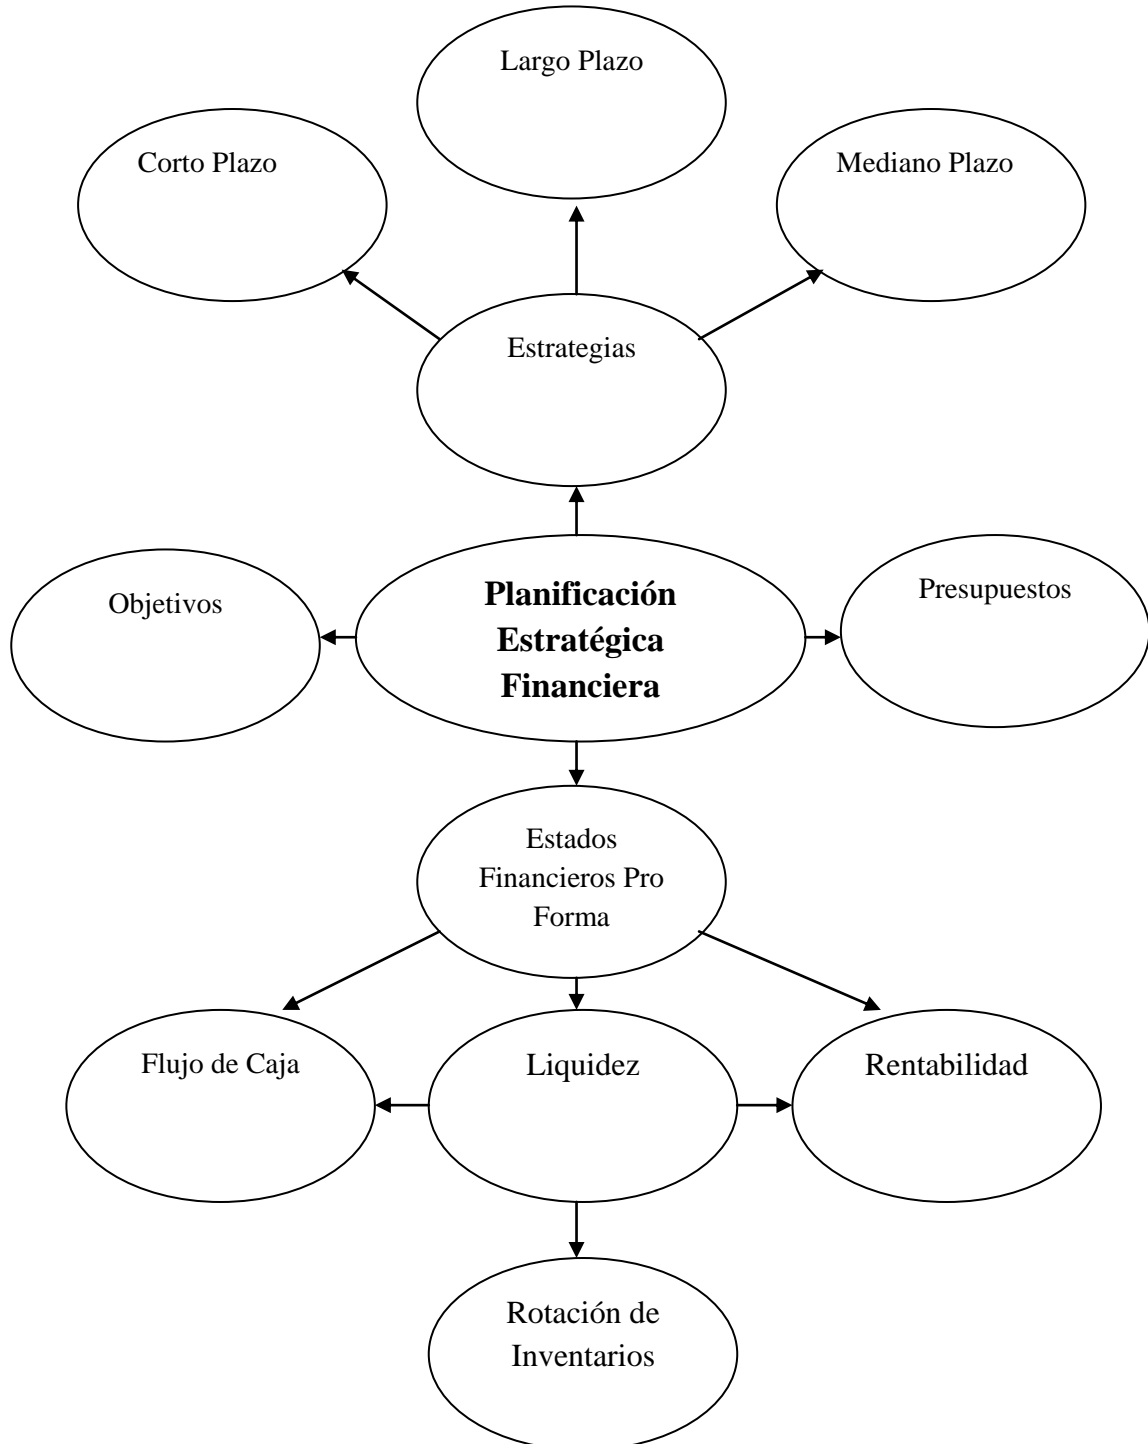 Largo Plazo
Corto Plazo
Mediano Plazo
Estrategias
Objetivos
Planificación
Estratégica
Financiera
Presupuestos
Estados
Financieros Pro
Forma
Flujo de Caja
Liquidez
Rentabilidad
Rotación de
Inventarios